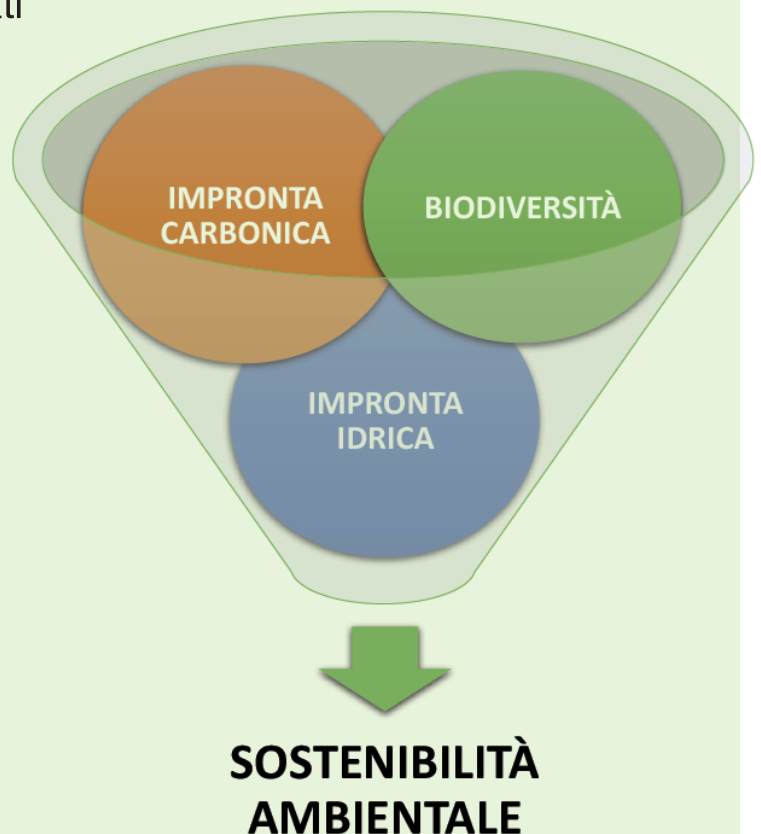 IMPRONTA
CARBONICA
BIODIVERSITÀ
IMPRONTA
IDRICA
SOSTENIBILITÀ
AMBIENTALE